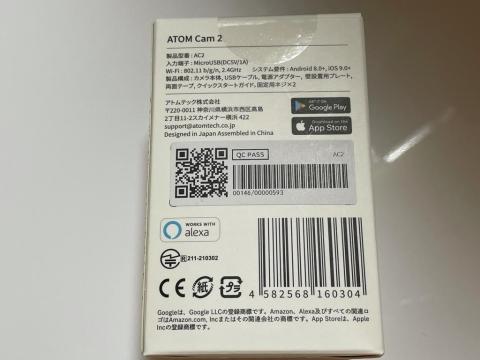 ATOM Cam 2
製品型番 : AC2
入力端子 : MicroUSB(DC5V/1A)
Wi-Fi : 802.11 b/g/n, 2.4GHz システム要件 : Android 8.0+, iOS 9.0+
製品構成 : カメラ本体, USBケーブル, 電源アダプター, 壁設置用プレート,
両面テープ, クイックスタートガイド, 固定用ネジ×2
アトムテック株式会社
〒220-0011 神奈川県横浜市西区高島
2丁目11-2スカイメナー横浜 422
support@atomtech.co.jp
Designed in Japan Assembled in China
GET IT ON
Google Play
Download on the
App Store
QC PASS
AC2
00146/00000593
WORKS WITH
alexa
R 211-210302
CE 紙 プラ
4 582568 160304
Googleは、Google LLCの登録商標です。Amazon、Alexa及びすべての関連ロ
ゴはAmazon.com, Incまたはその関連会社の商標です。App Storeは、Apple
Incの登録商標です。